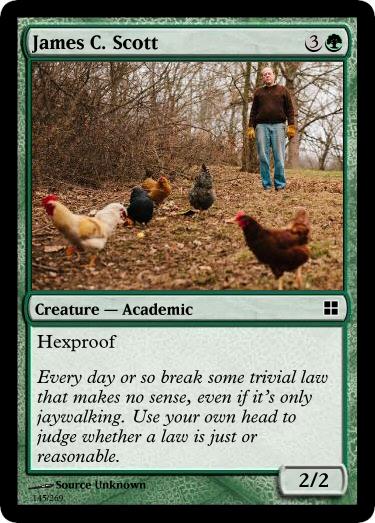 James C. Scott 3
Creature — Academic
Hexproof
Every day or so break some trivial law
that makes no sense, even if it's only
jaywalking. Use your own head to
judge whether a law is just or
reasonable.
Source Unknown
2/2
145/269